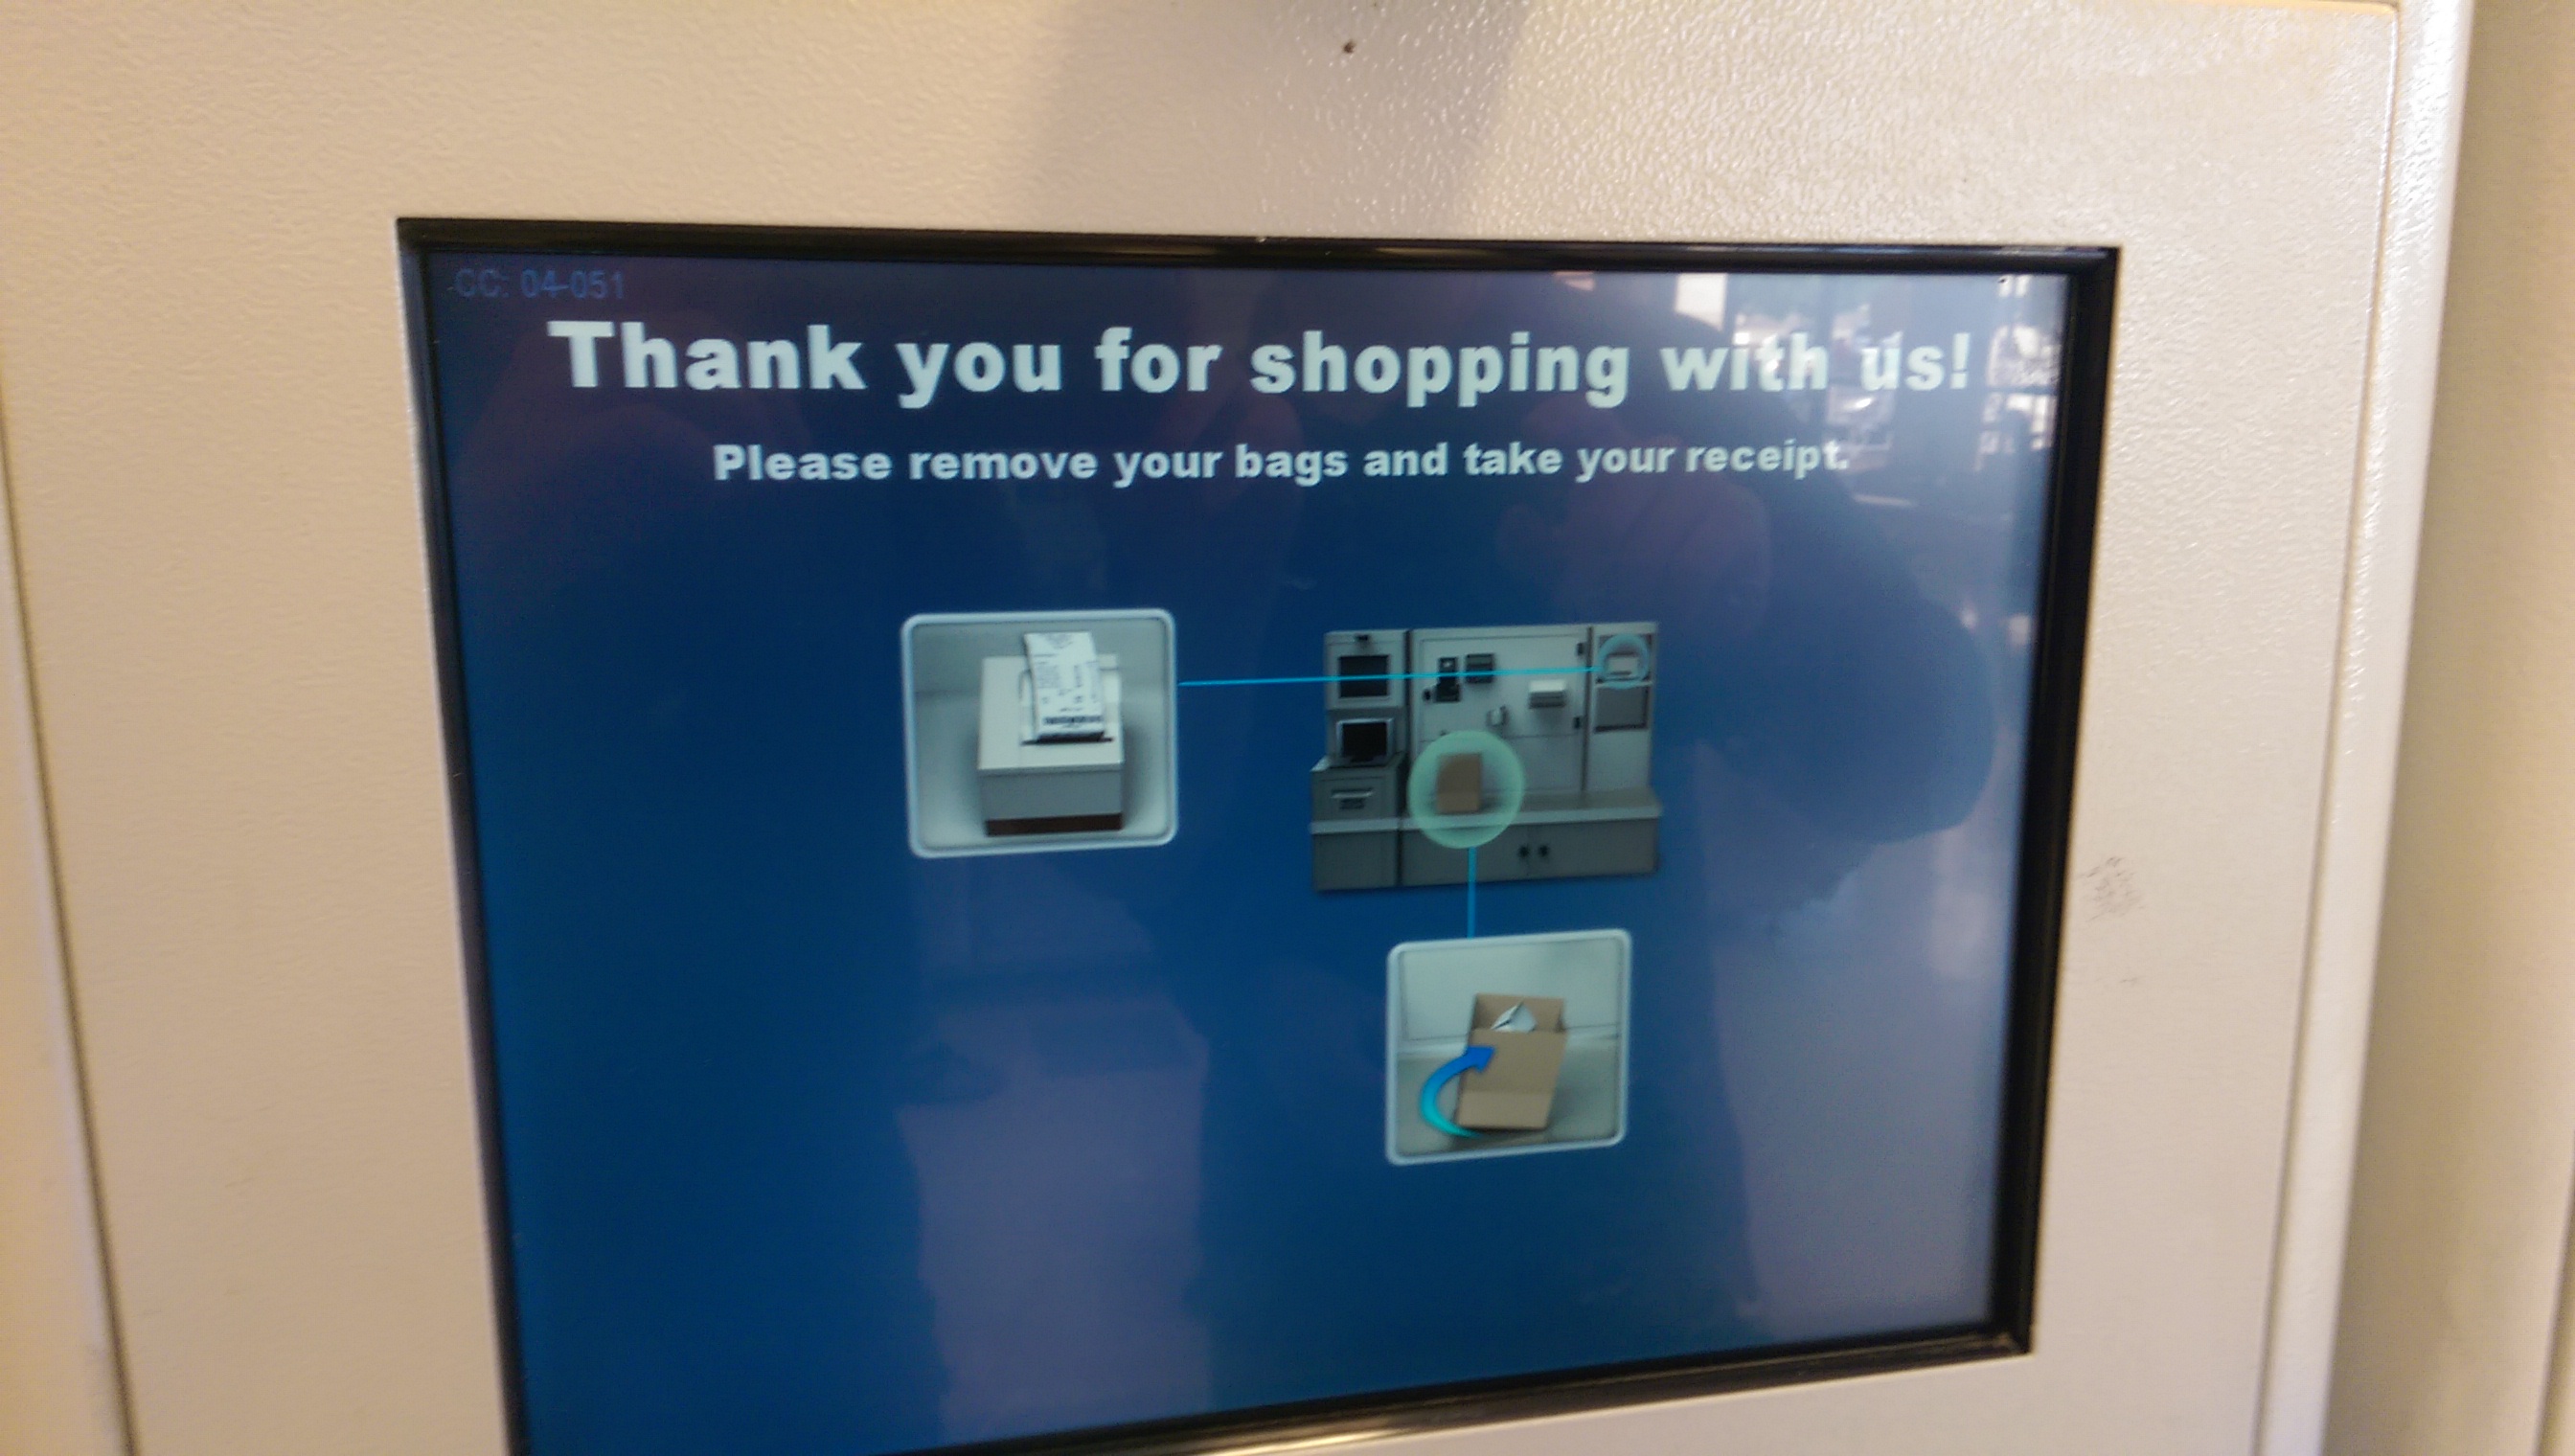 CC: 04-051
Thank you for shopping with us!
Please remove your bags and take your receipt.